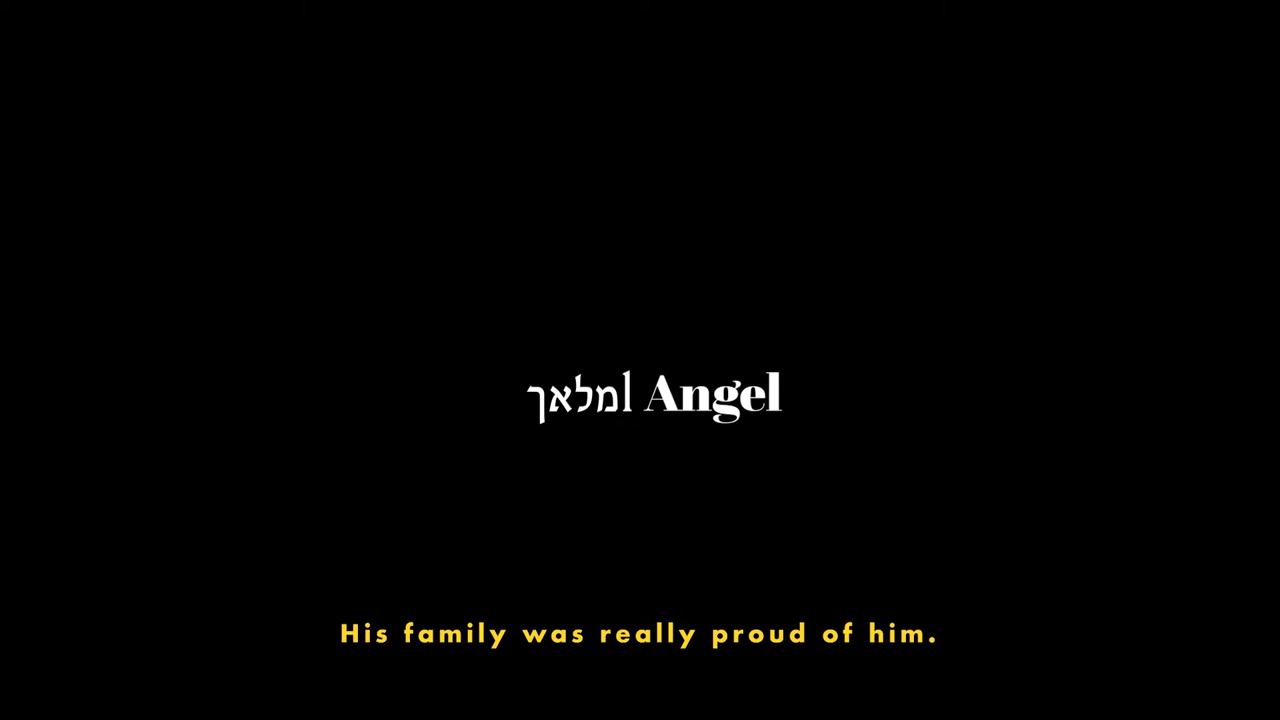 מלאך | Angel
His family was really proud of him.